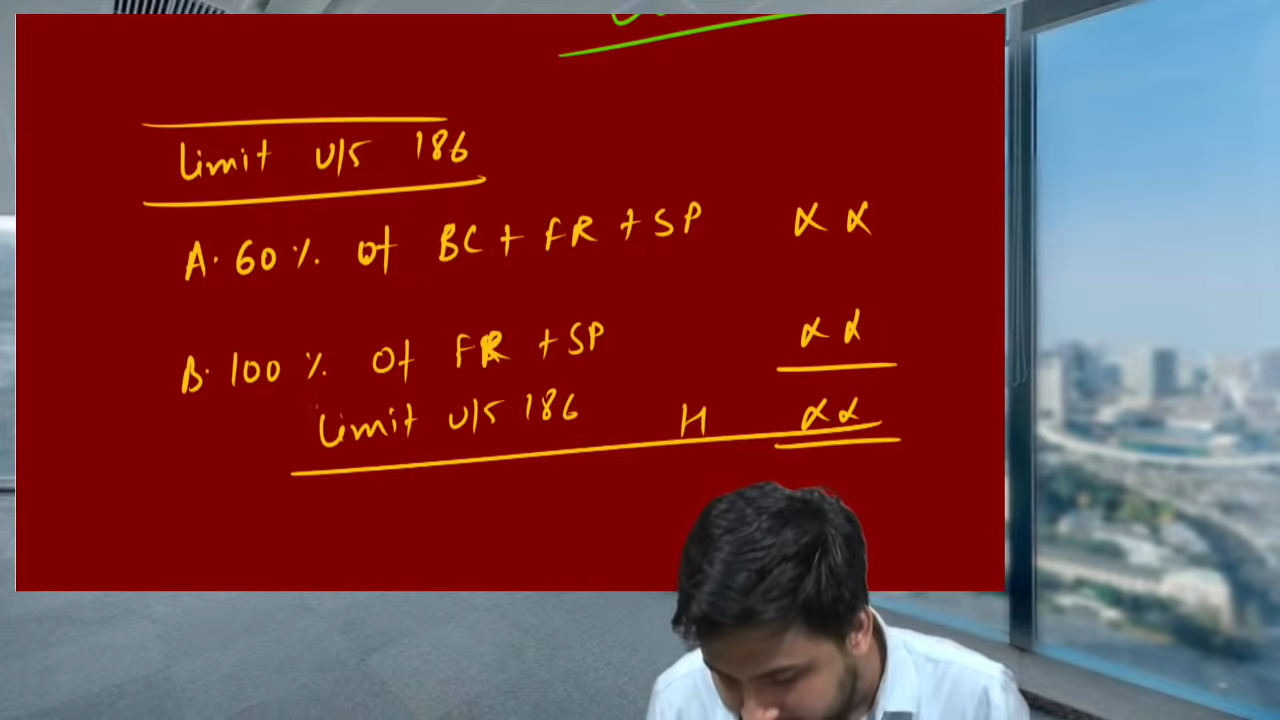 Limit u/s 186
A. 60 % of BC + FR + SP xx
B. 100 % of FR + SP xx
Limit u/s 186 H xx